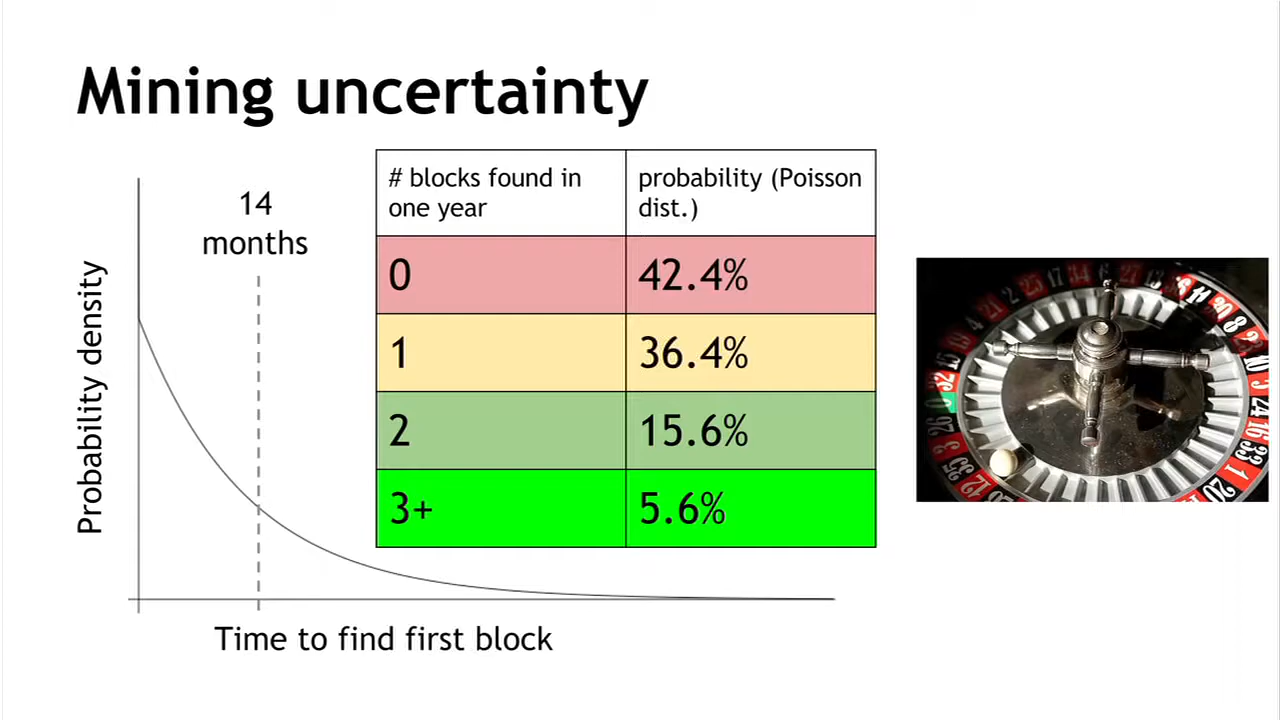 Mining uncertainty
14
months
Probability density
Time to find first block
# blocks found in
one year
probability (Poisson
dist.)
0
42.4%
1
36.4%
2
15.6%
3+
5.6%